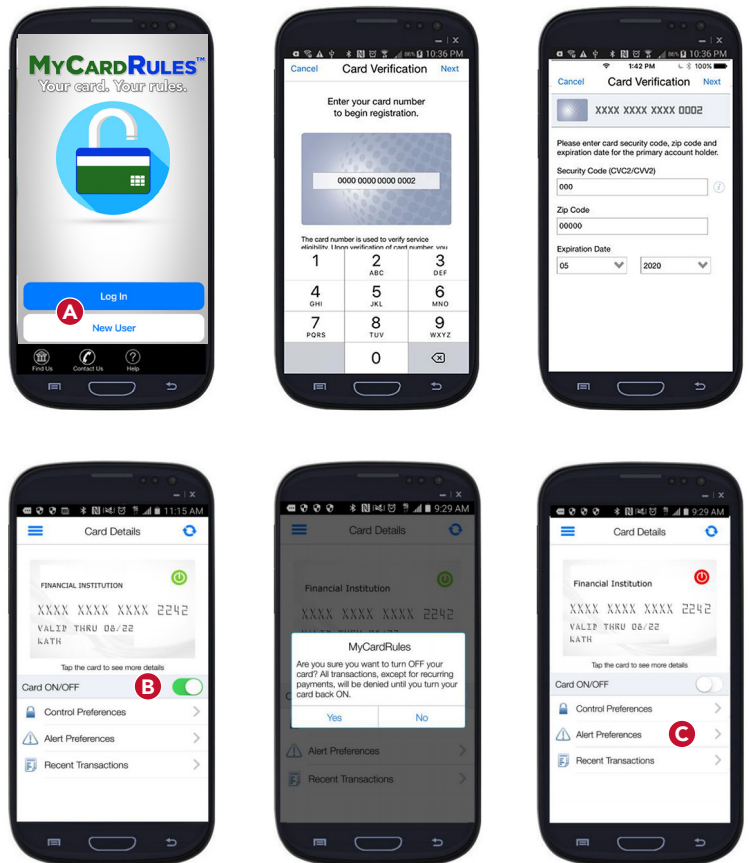 MYCARDRULES™
Your card. Your rules.
Log In
A
New User
Find Us
Contact Us
Help
86% 10:36 PM
Cancel
Card Verification
Next
Enter your card number
to begin registration.
0000 0000 0000 0002
The card number is used to verify service
eligibility. Upon verification of card number, you
1
2
ABC
3
DEF
4
GHI
5
JKL
6
MNO
7
PQRS
8
TUV
9
WXYZ
0
86% 10:36 PM
1:42 PM
100%
Cancel
Card Verification
Next
XXXX XXXX XXXX 0002
Please enter card security code, zip code and
expiration date for the primary account holder.
Security Code (CVC2/CVV2)
000
Zip Code
00000
Expiration Date
05
2020
11:15 AM
Card Details
FINANCIAL INSTITUTION
XXXX XXXX XXXX 2242
VALID THRU 08/22
KATH
Tap the card to see more details
Card ON/OFF
B
Control Preferences
Alert Preferences
Recent Transactions
9:29 AM
Card Details
Financial Institution
XXXX XXXX XXXX 2242
MyCardRules
Are you sure you want to turn OFF your
card? All transactions, except for recurring
payments, will be denied until you turn your
card back ON.
Yes
No
Alert Preferences
Recent Transactions
9:29 AM
Card Details
Financial Institution
XXXX XXXX XXXX 2242
VALID THRU 08/22
KATH
Tap the card to see more details
Card ON/OFF
Control Preferences
Alert Preferences
C
Recent Transactions